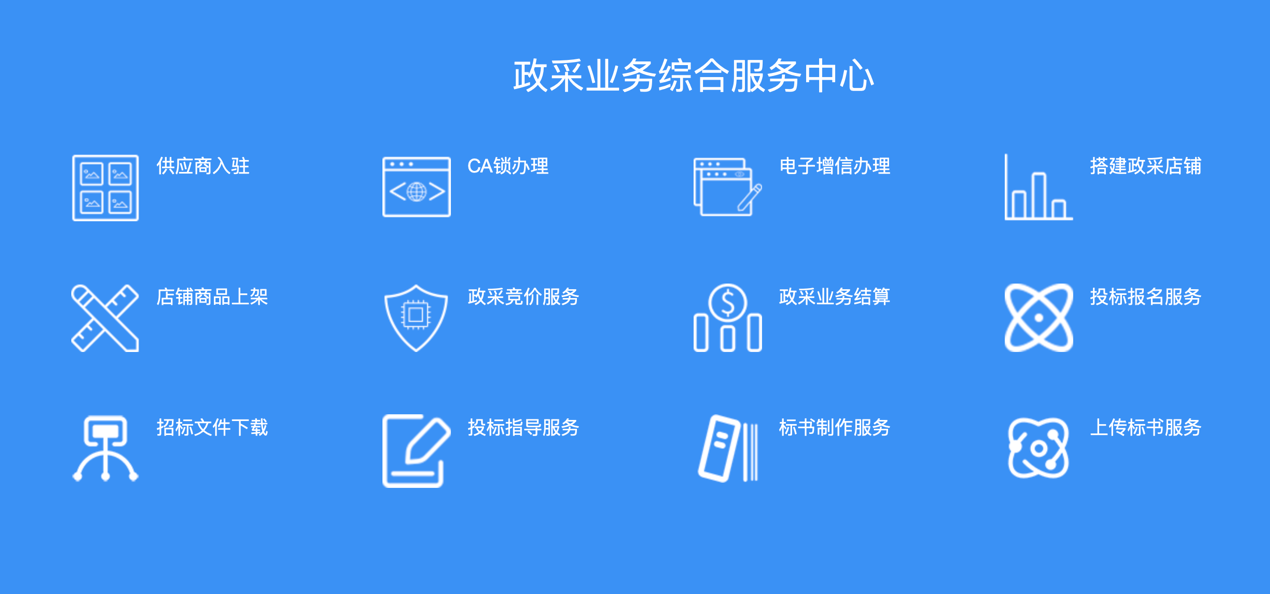 政采业务综合服务中心
供应商入驻
CA锁办理
电子增信办理
搭建政采店铺
店铺商品上架
政采竞价服务
政采业务结算
投标报名服务
招标文件下载
投标指导服务
标书制作服务
上传标书服务